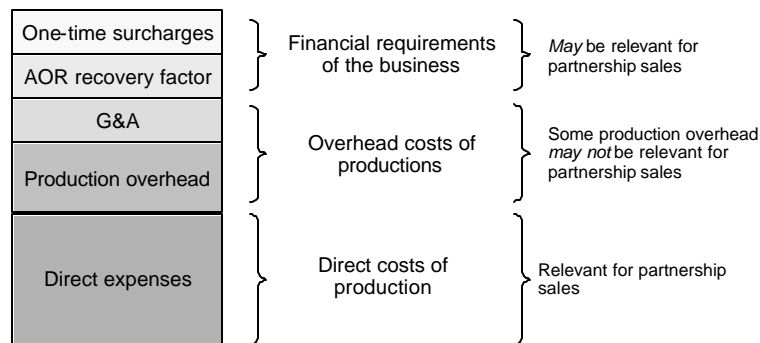 One-time surcharges
AOR recovery factor
G&A
Production overhead
Direct expenses
Financial requirements
of the business
Overhead costs of
productions
Direct costs of
production
May be relevant for
partnership sales
Some production overhead
may not be relevant for
partnership sales
Relevant for partnership
sales